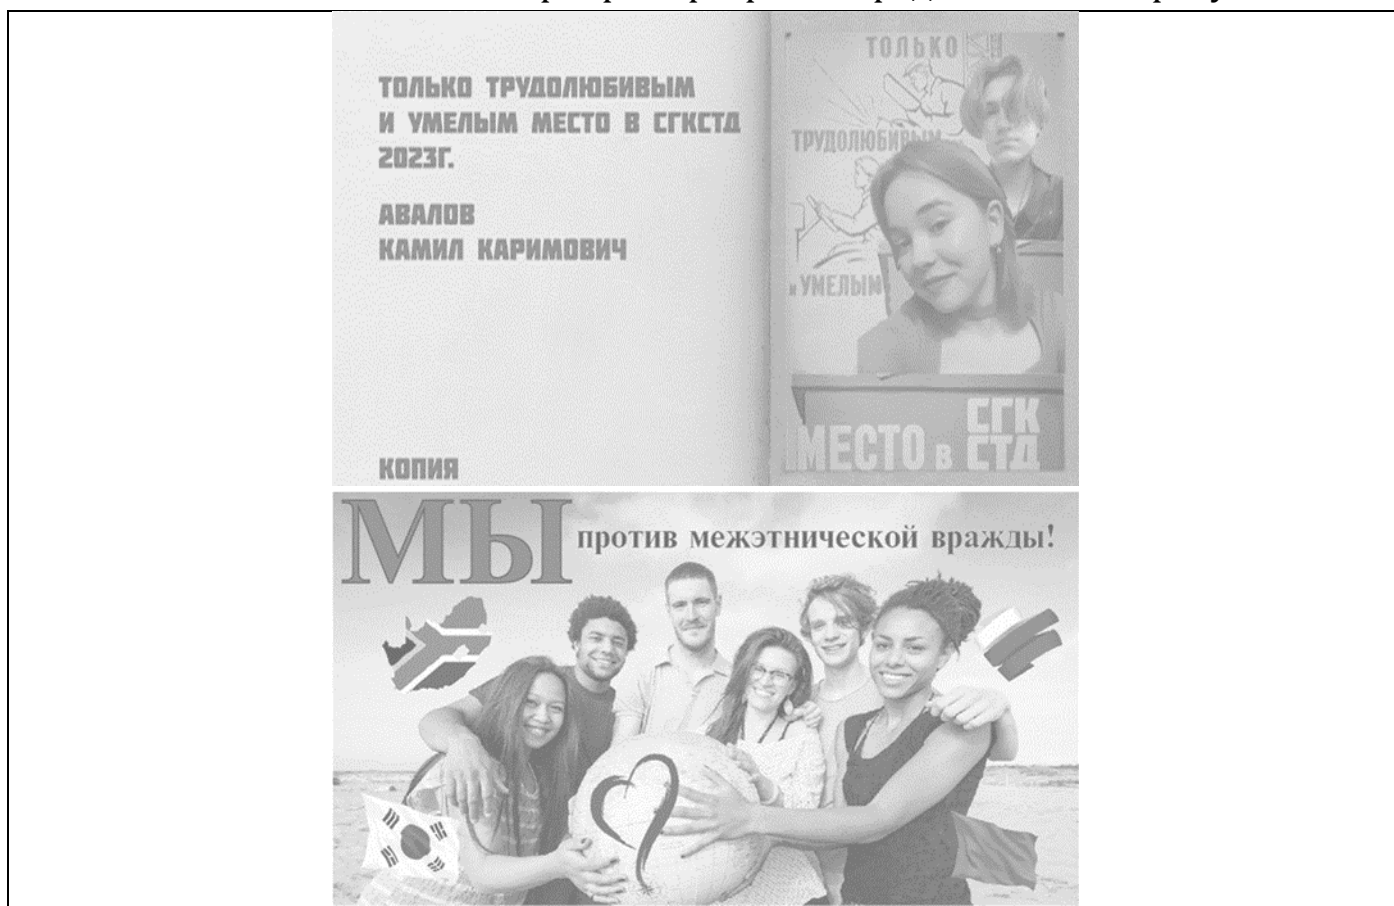 ТОЛЬКО ТРУДОЛЮБИВЫМ
И УМЕЛЫМ МЕСТО В СГКСТД
2023Г.
АВАЛОВ
КАМИЛ КАРИМОВИЧ
КОПИЯ
ТОЛЬКО
ТРУДОЛЮБИВЫМ
и УМЕЛЫМ
МЕСТО в СГК СТД
МЫ против межэтнической вражды!